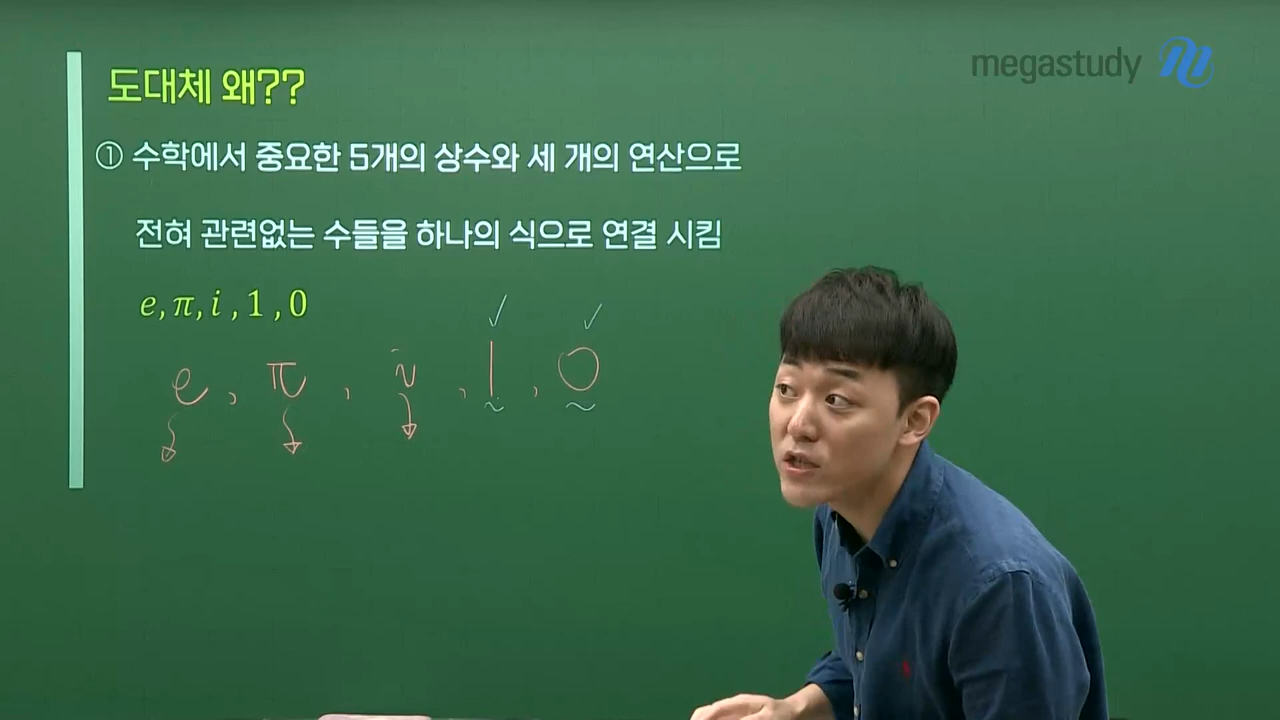 megastudy
도대체 왜??
① 수학에서 중요한 5개의 상수와 세 개의 연산으로
전혀 관련없는 수들을 하나의 식으로 연결 시킴
e, π, i , 1 , 0
e , π , i , 1 , 0